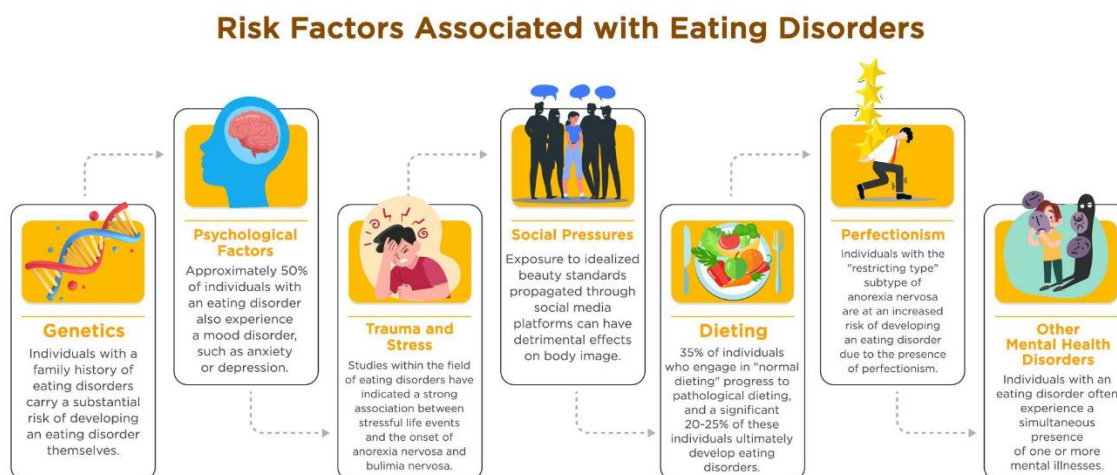 Risk Factors Associated with Eating Disorders
Genetics
Individuals with a
family history of
eating disorders
carry a substantial
risk of developing
an eating disorder
themselves.
Psychological
Factors
Approximately 50%
of individuals with
an eating disorder
also experience
a mood disorder,
such as anxiety
or depression.
Trauma and
Stress
Studies within the field
of eating disorders have
indicated a strong
association between
stressful life events
and the onset of
anorexia nervosa and
bulimia nervosa.
Social Pressures
Exposure to idealized
beauty standards
propagated through
social media
platforms can have
detrimental effects
on body image.
Dieting
35% of individuals
who engage in "normal
dieting" progress to
pathological dieting,
and a significant
20-25% of these
individuals ultimately
develop eating
disorders.
Perfectionism
Individuals with the
"restricting type"
subtype of
anorexia nervosa
are at an increased
risk of developing
an eating disorder
due to the presence
of perfectionism.
Other
Mental Health
Disorders
Individuals with an
eating disorder often
experience a
simultaneous
presence
of one or more
mental illnesses.